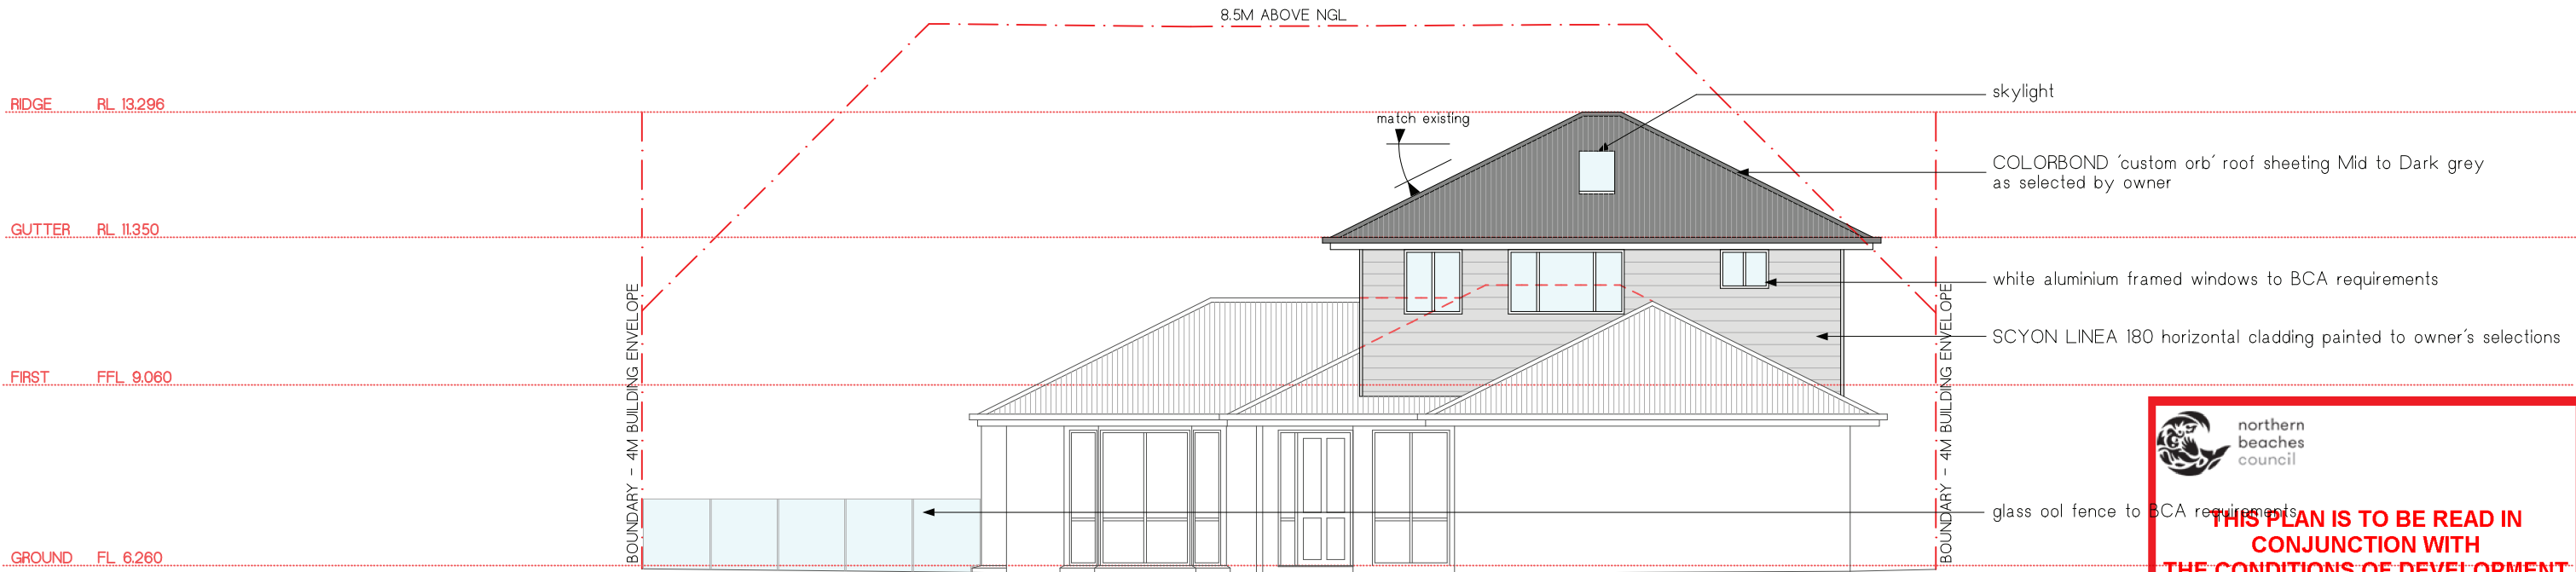 8.5M ABOVE NGL
RIDGE RL 13.296
skylight
match existing
COLORBOND 'custom orb' roof sheeting Mid to Dark grey
as selected by owner
GUTTER RL 11.350
white aluminium framed windows to BCA requirements
BOUNDARY - 4M BUILDING ENVELOPE
BOUNDARY - 4M BUILDING ENVELOPE
SCYON LINEA 180 horizontal cladding painted to owner's selections
FIRST FFL 9.060
northern
beaches
council
glass ool fence to BCA requirements
THIS PLAN IS TO BE READ IN
CONJUNCTION WITH
THE CONDITIONS OF DEVELOPMENT
GROUND FL 6.260